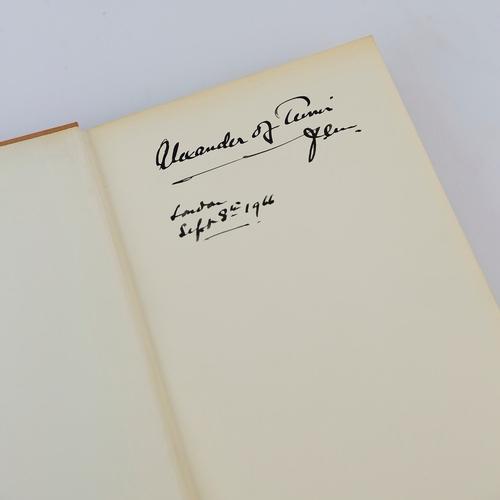 Alexander of Tunis
F.M.
London
Sept 8th 1966